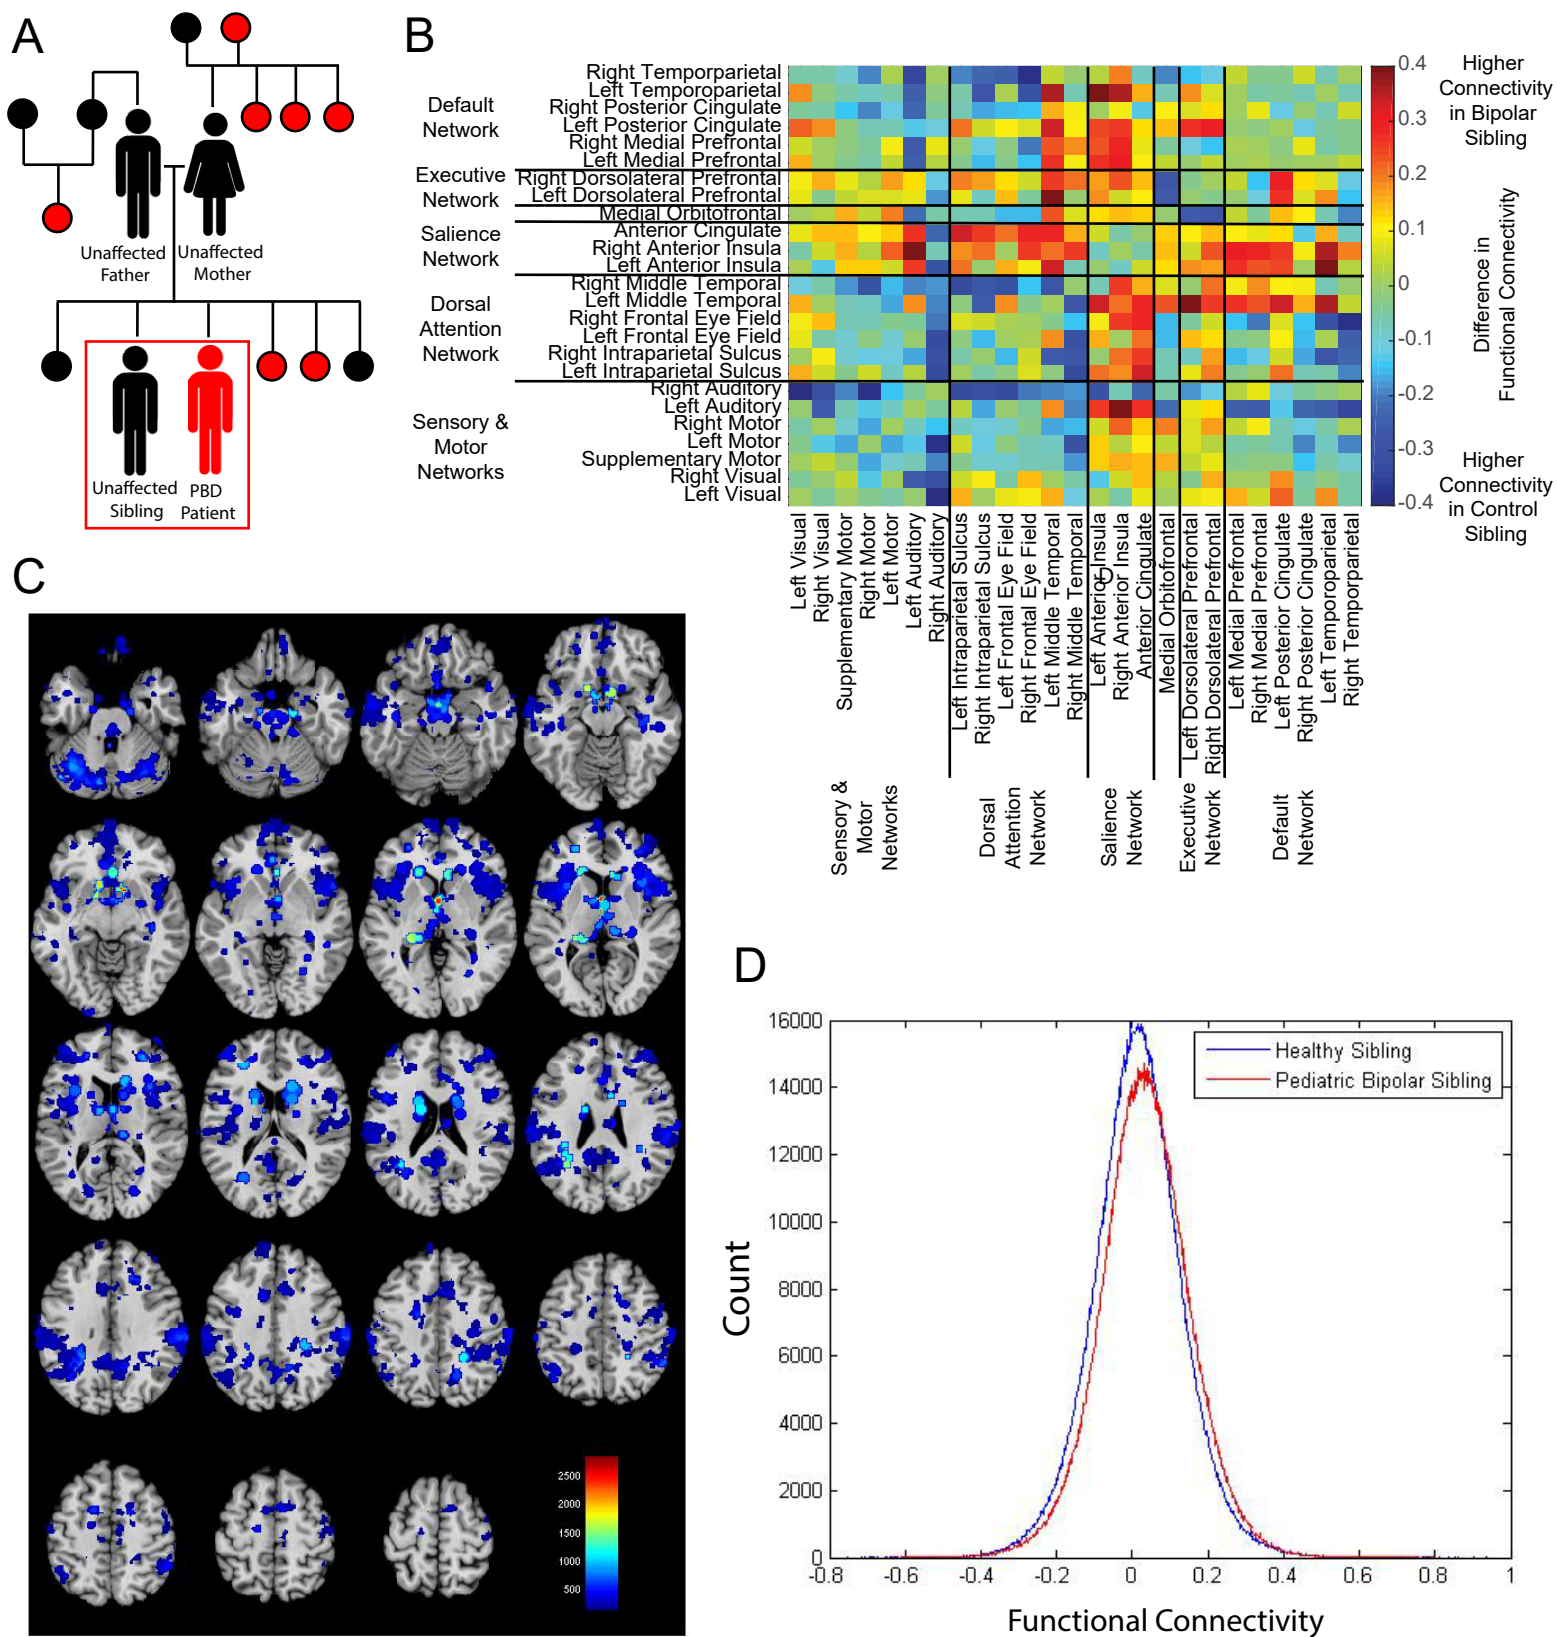 A
Unaffected
Father
Unaffected
Mother
Unaffected
Sibling
PBD
Patient
B
Default
Network
Executive
Network
Salience
Network
Dorsal
Attention
Network
Sensory &
Motor
Networks
Right Temporparietal
Left Temporoparietal
Right Posterior Cingulate
Left Posterior Cingulate
Right Medial Prefrontal
Left Medial Prefrontal
Right Dorsolateral Prefrontal
Left Dorsolateral Prefrontal
Medial Orbitofrontal
Anterior Cingulate
Right Anterior Insula
Left Anterior Insula
Right Middle Temporal
Left Middle Temporal
Right Frontal Eye Field
Left Frontal Eye Field
Right Intraparietal Sulcus
Left Intraparietal Sulcus
Right Auditory
Left Auditory
Right Motor
Left Motor
Supplementary Motor
Right Visual
Left Visual
0.4
0.3
0.2
0.1
0
-0.1
-0.2
-0.3
-0.4
Higher
Connectivity
in Bipolar
Sibling
Difference in
Functional Connectivity
Higher
Connectivity
in Control
Sibling
Left Visual
Right Visual
Supplementary Motor
Right Motor
Left Motor
Left Auditory
Right Auditory
Left Intraparietal Sulcus
Right Intraparietal Sulcus
Left Frontal Eye Field
Right Frontal Eye Field
Left Middle Temporal
Right Middle Temporal
Left Anterior Insula
D
Right Anterior Insula
Anterior Cingulate
Medial Orbitofrontal
Left Dorsolateral Prefrontal
Right Dorsolateral Prefrontal
Left Medial Prefrontal
Right Medial Prefrontal
Left Posterior Cingulate
Right Posterior Cingulate
Left Temporoparietal
Right Temporparietal
Sensory &
Motor
Networks
Dorsal
Attention
Network
Salience
Network
Executive
Network
Default
Network
C
2500
2000
1500
1000
500
D
16000
14000
12000
10000
8000
6000
4000
2000
0
Count
Healthy Sibling
Pediatric Bipolar Sibling
-0.8
-0.6
-0.4
-0.2
0
0.2
0.4
0.6
0.8
1
Functional Connectivity